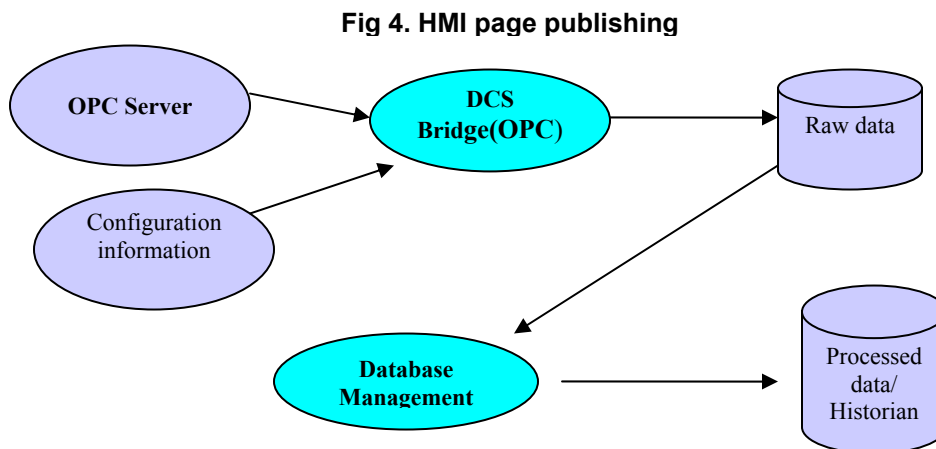 Fig 4. HMI page publishing
OPC Server
DCS
Bridge(OPC)
Raw data
Configuration
information
Database
Management
Processed
data/
Historian